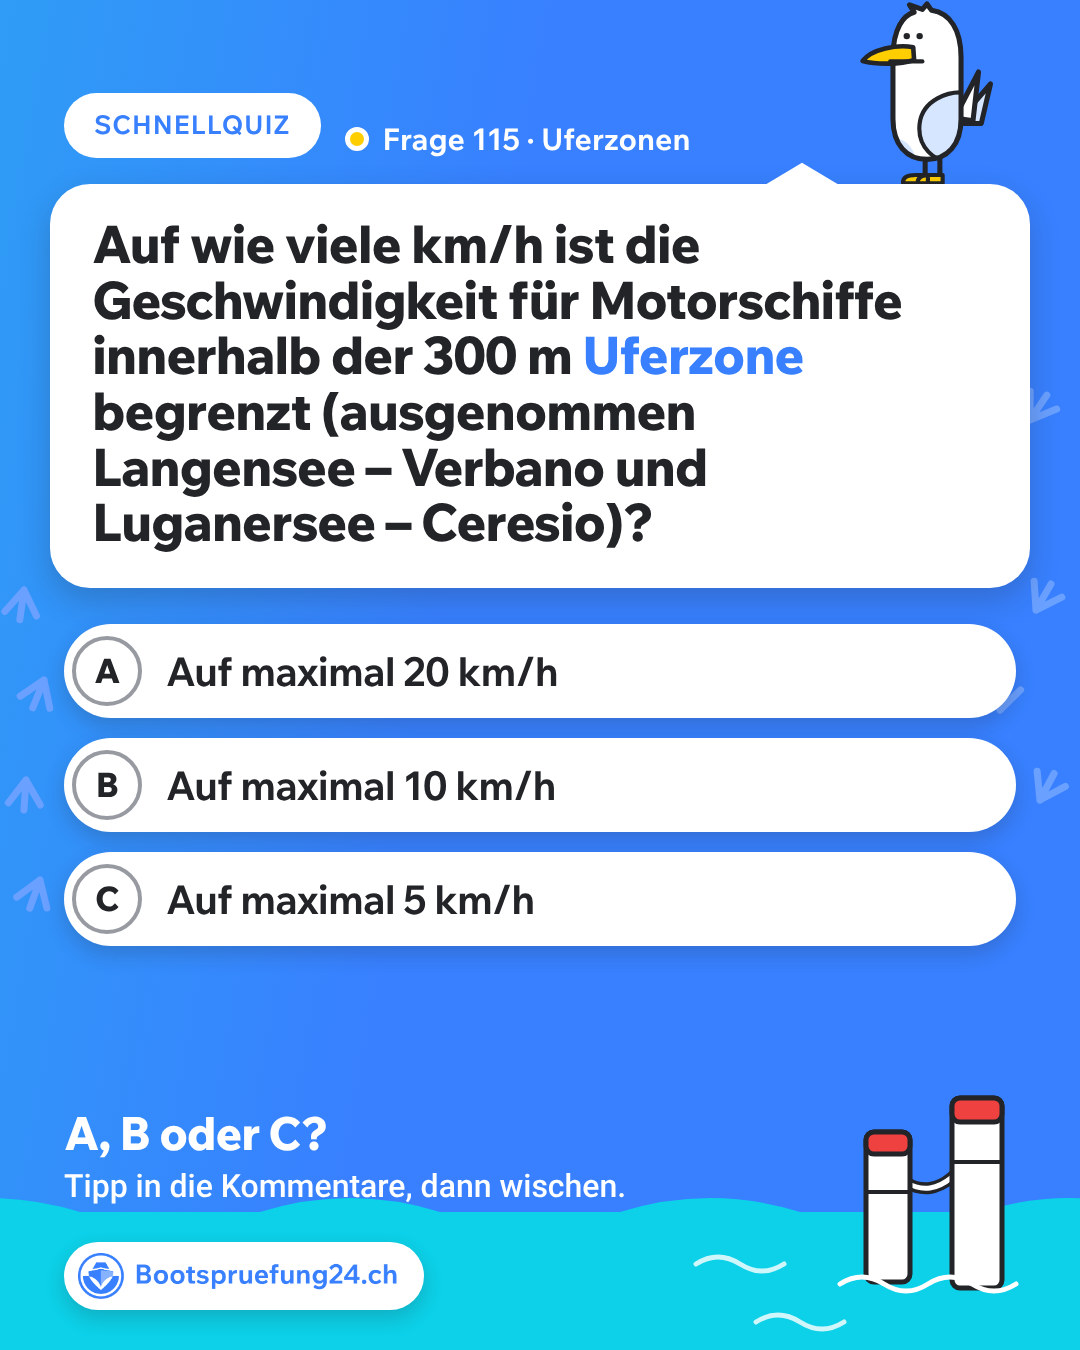 SCHNELLQUIZ
Frage 115 · Uferzonen
Auf wie viele km/h ist die
Geschwindigkeit für Motorschiffe
innerhalb der 300 m Uferzone
begrenzt (ausgenommen
Langensee – Verbano und
Luganersee – Ceresio)?
A Auf maximal 20 km/h
B Auf maximal 10 km/h
C Auf maximal 5 km/h
A, B oder C?
Tipp in die Kommentare, dann wischen.
Bootspruefung24.ch